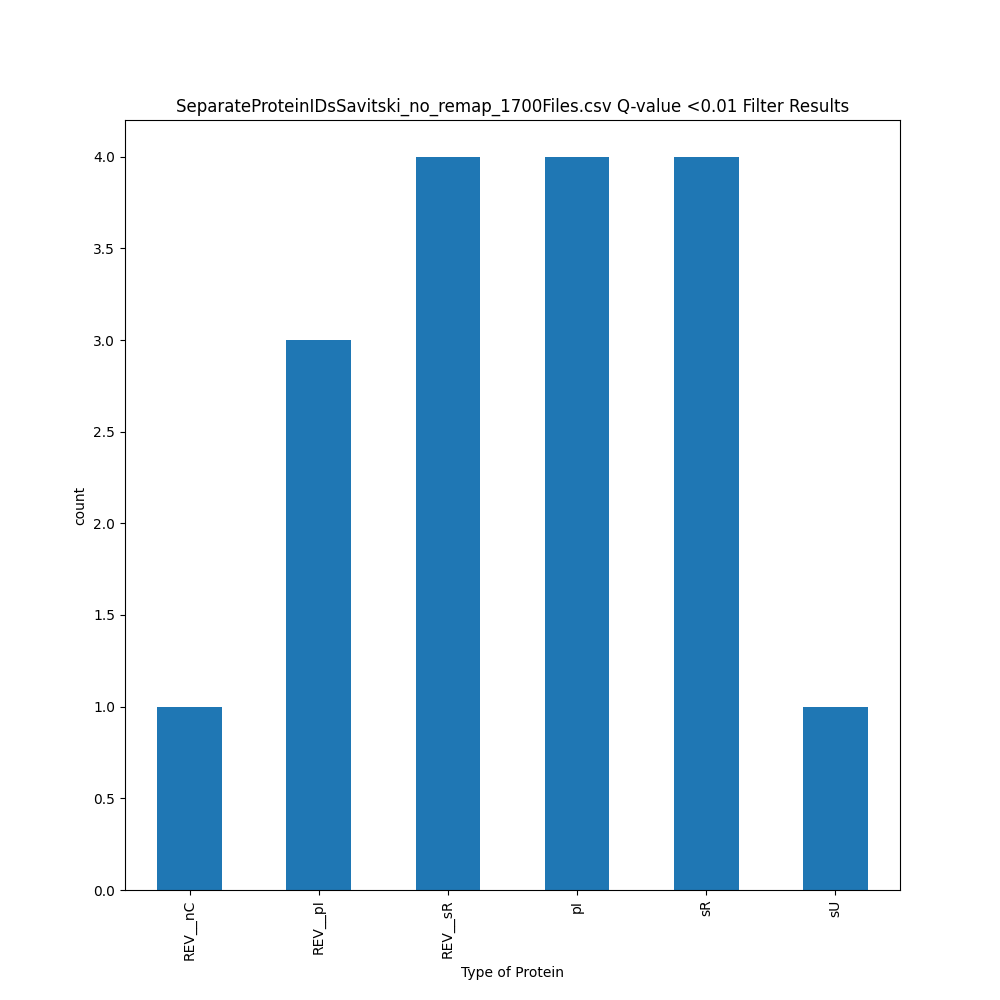 SeparateProteinIDsSavitski_no_remap_1700Files.csv Q-value <0.01 Filter Results
4.0
3.5
3.0
2.5
2.0
1.5
1.0
0.5
0.0
count
REV__nC
REV__pI
REV__sR
pI
sR
sU
Type of Protein